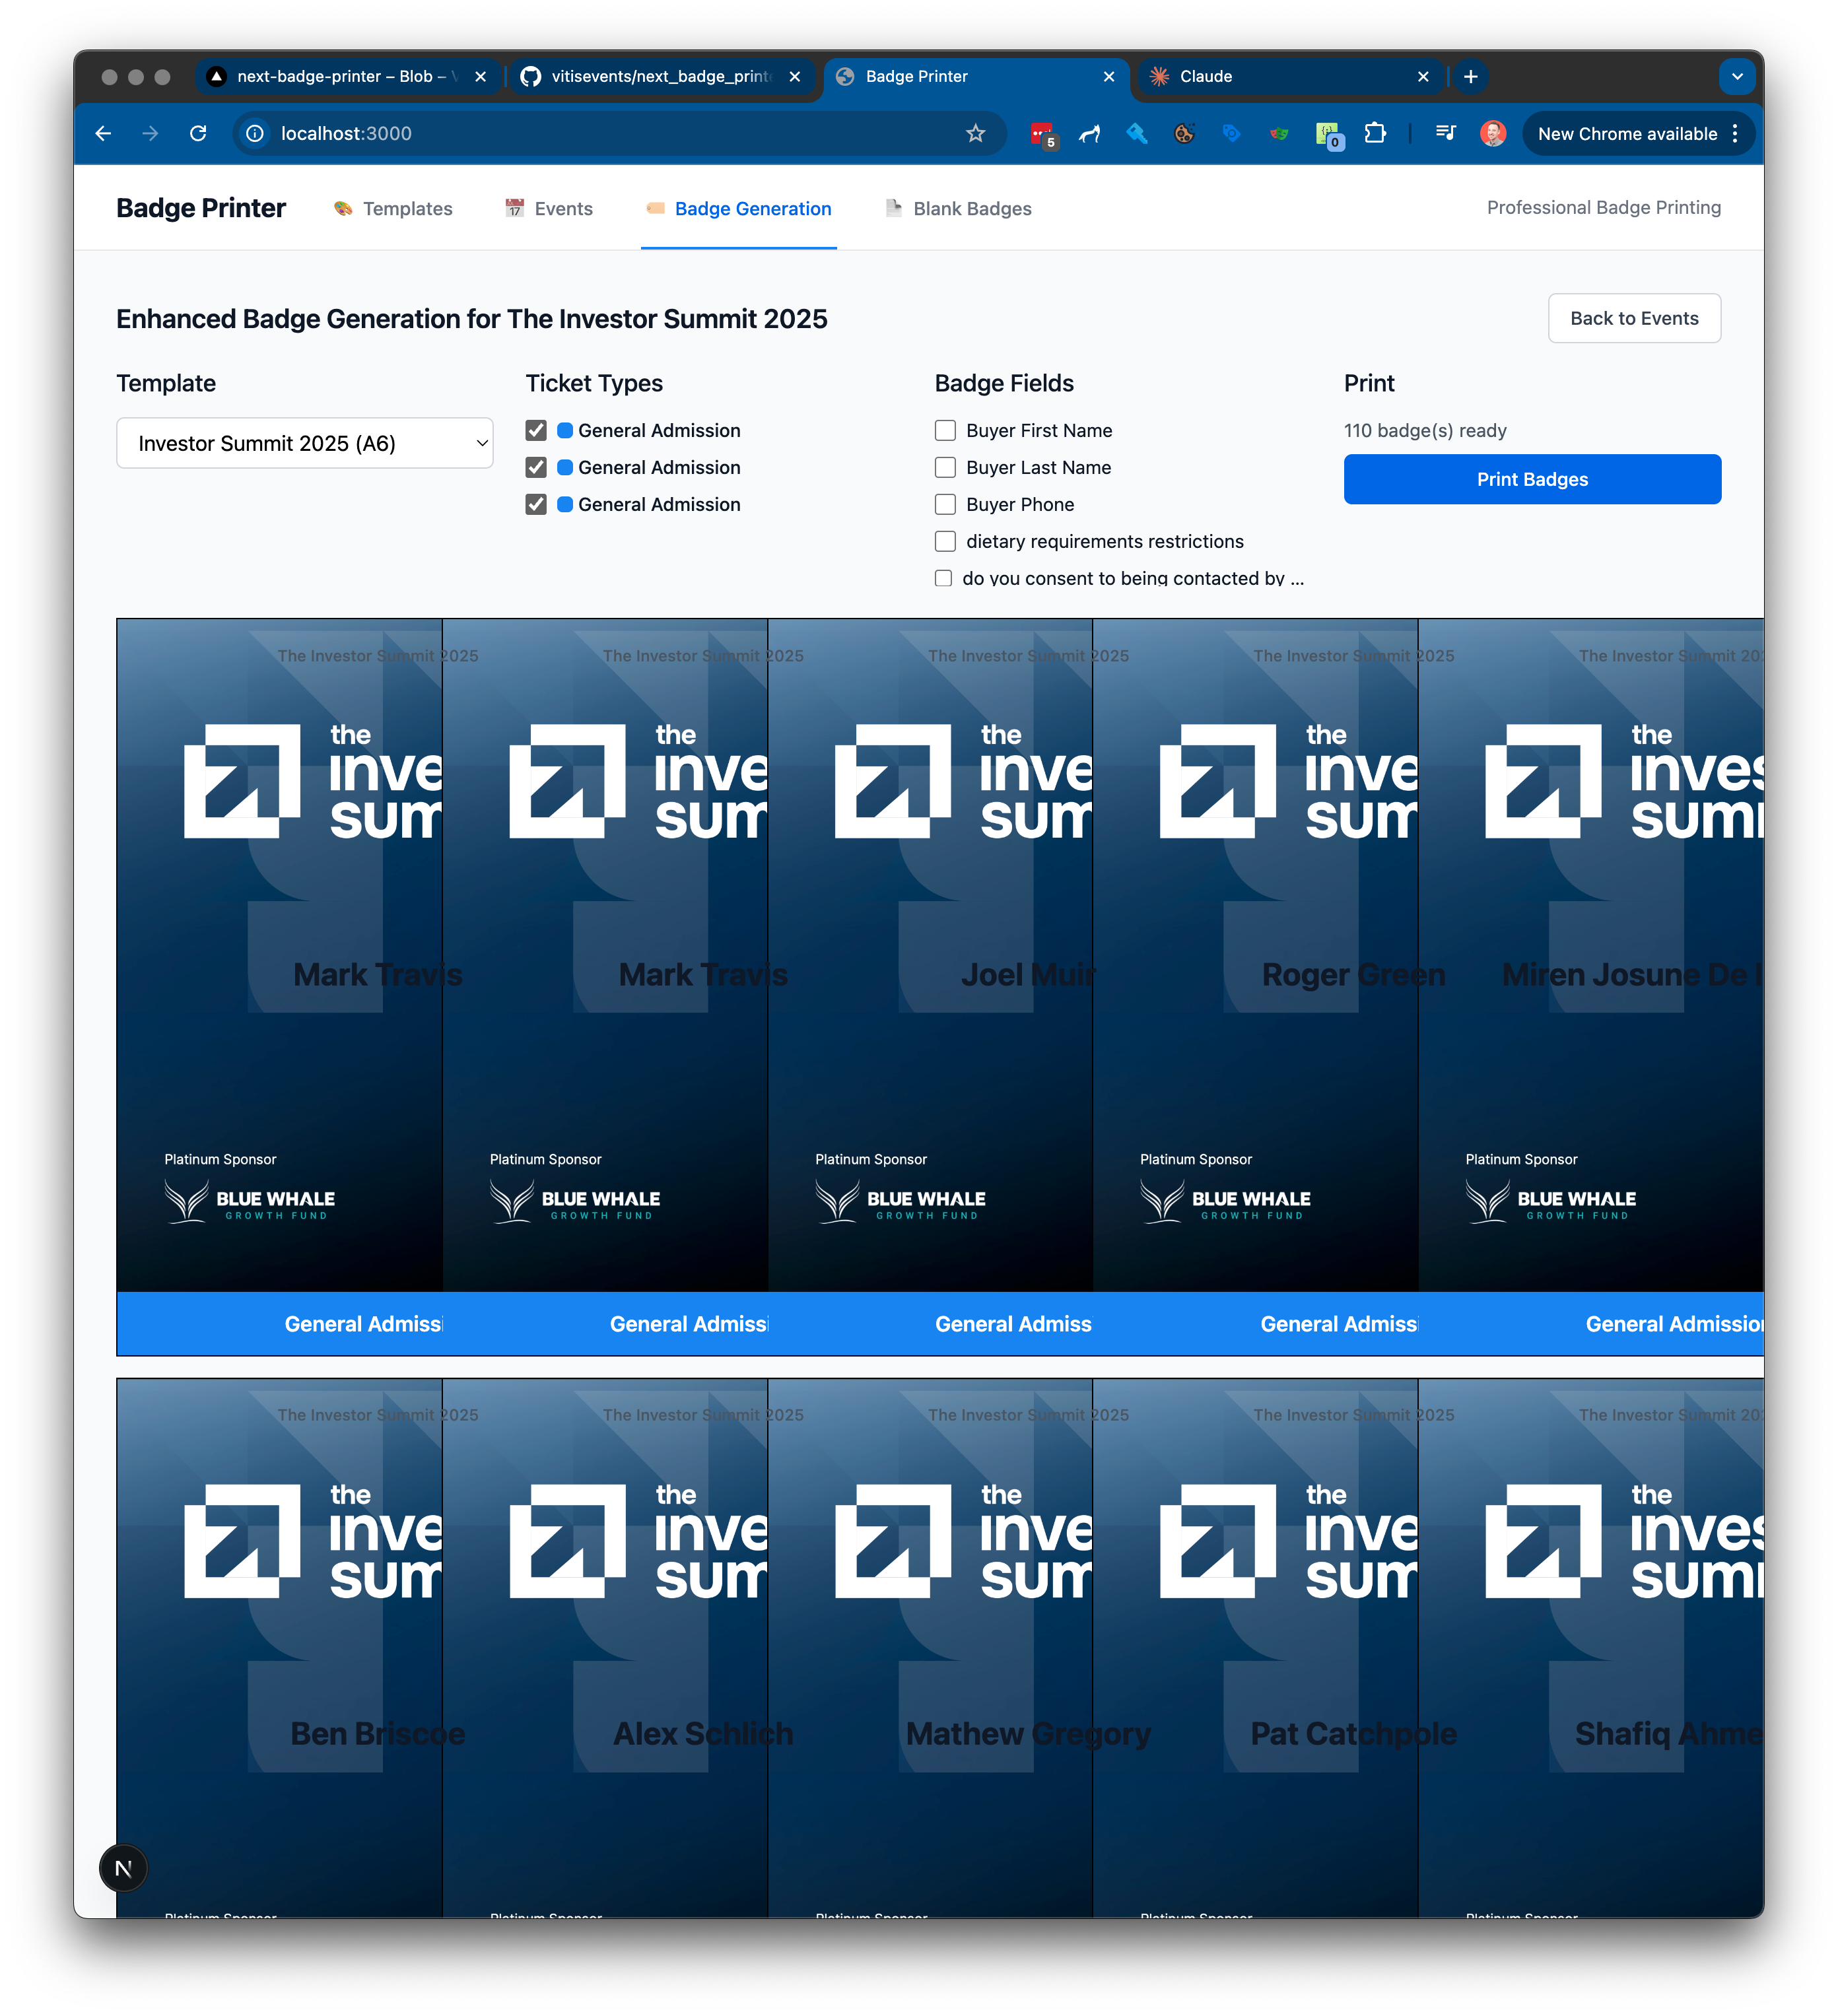 next-badge-printer – Blob –
vitisevents/next_badge_print
Badge Printer
Claude
localhost:3000
5
0
New Chrome available
Badge Printer
Templates
17
Events
Badge Generation
Blank Badges
Professional Badge Printing
Enhanced Badge Generation for The Investor Summit 2025
Back to Events
Template
Ticket Types
Badge Fields
Print
Investor Summit 2025 (A6)
General Admission
General Admission
General Admission
Buyer First Name
Buyer Last Name
Buyer Phone
dietary requirements restrictions
do you consent to being contacted by ...
110 badge(s) ready
Print Badges
The Investor Summit 2025
The Investor Summit 2025
The Investor Summit 2025
The Investor Summit 2025
The Investor Summit 20
the
inve
sum
the
inve
sum
the
inve
sum
the
inve
sum
the
inves
summ
Mark Travis
Mark Travis
Joel Muir
Roger Green
Miren Josune De
Platinum Sponsor
BLUE WHALE
GROWTH FUND
Platinum Sponsor
BLUE WHALE
GROWTH FUND
Platinum Sponsor
BLUE WHALE
GROWTH FUND
Platinum Sponsor
BLUE WHALE
GROWTH FUND
Platinum Sponsor
BLUE WHALE
GROWTH FUND
General Admissi
General Admissi
General Admiss
General Admissi
General Admission
The Investor Summit 2025
The Investor Summit 2025
The Investor Summit 2025
The Investor Summit 2025
The Investor Summit 20
the
inve
sum
the
inve
sum
the
inve
sum
the
inve
sum
the
inves
summ
Ben Briscoe
Alex Schlich
Mathew Gregory
Pat Catchpole
Shafiq Ahme
N
Platinum Sponsor
Platinum Sponsor
Platinum Sponsor
Platinum Sponsor
Platinum Sponsor